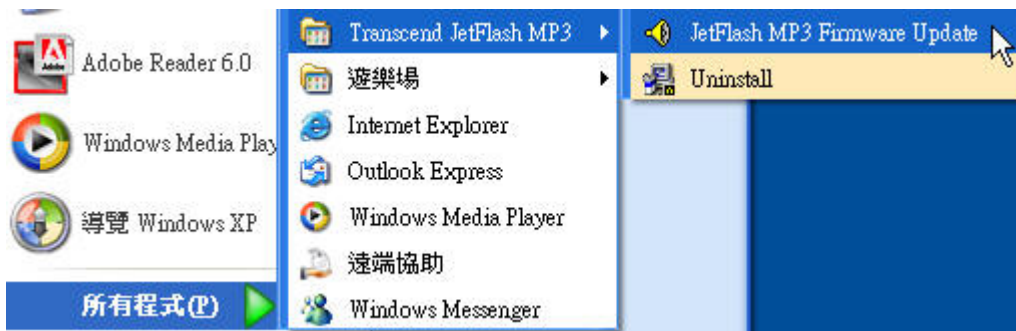 Adobe Reader 6.0
Windows Media Play
導覽 Windows XP
所有程式(P)
Transcend JetFlash MP3
遊樂場
Internet Explorer
Outlook Express
Windows Media Player
遠端協助
Windows Messenger
JetFlash MP3 Firmware Update
Uninstall